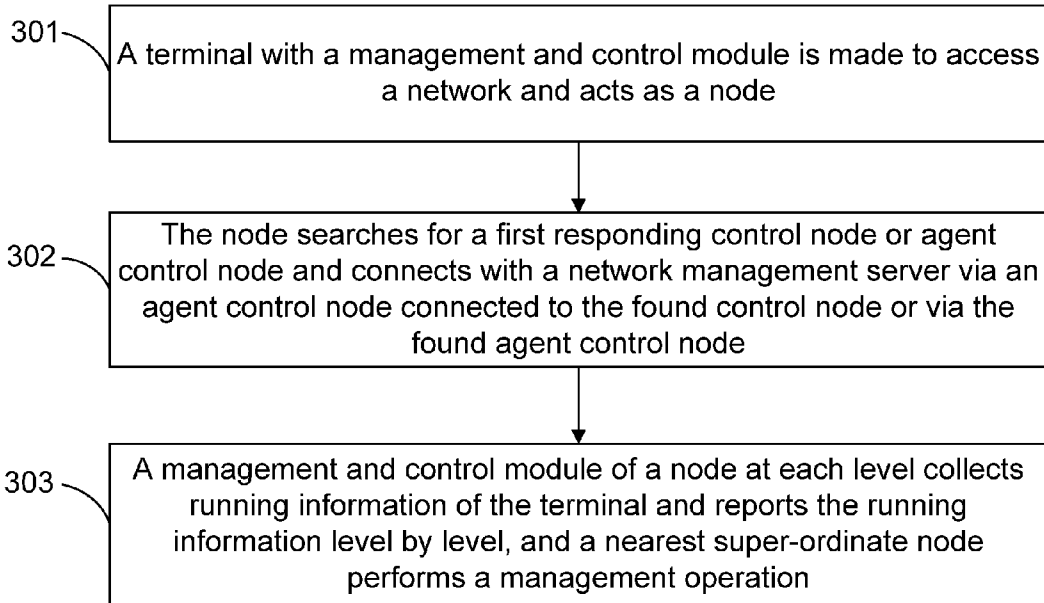 301
A terminal with a management and control module is made to access
a network and acts as a node
302
The node searches for a first responding control node or agent
control node and connects with a network management server via an
agent control node connected to the found control node or via the
found agent control node
303
A management and control module of a node at each level collects
running information of the terminal and reports the running
information level by level, and a nearest super-ordinate node
performs a management operation